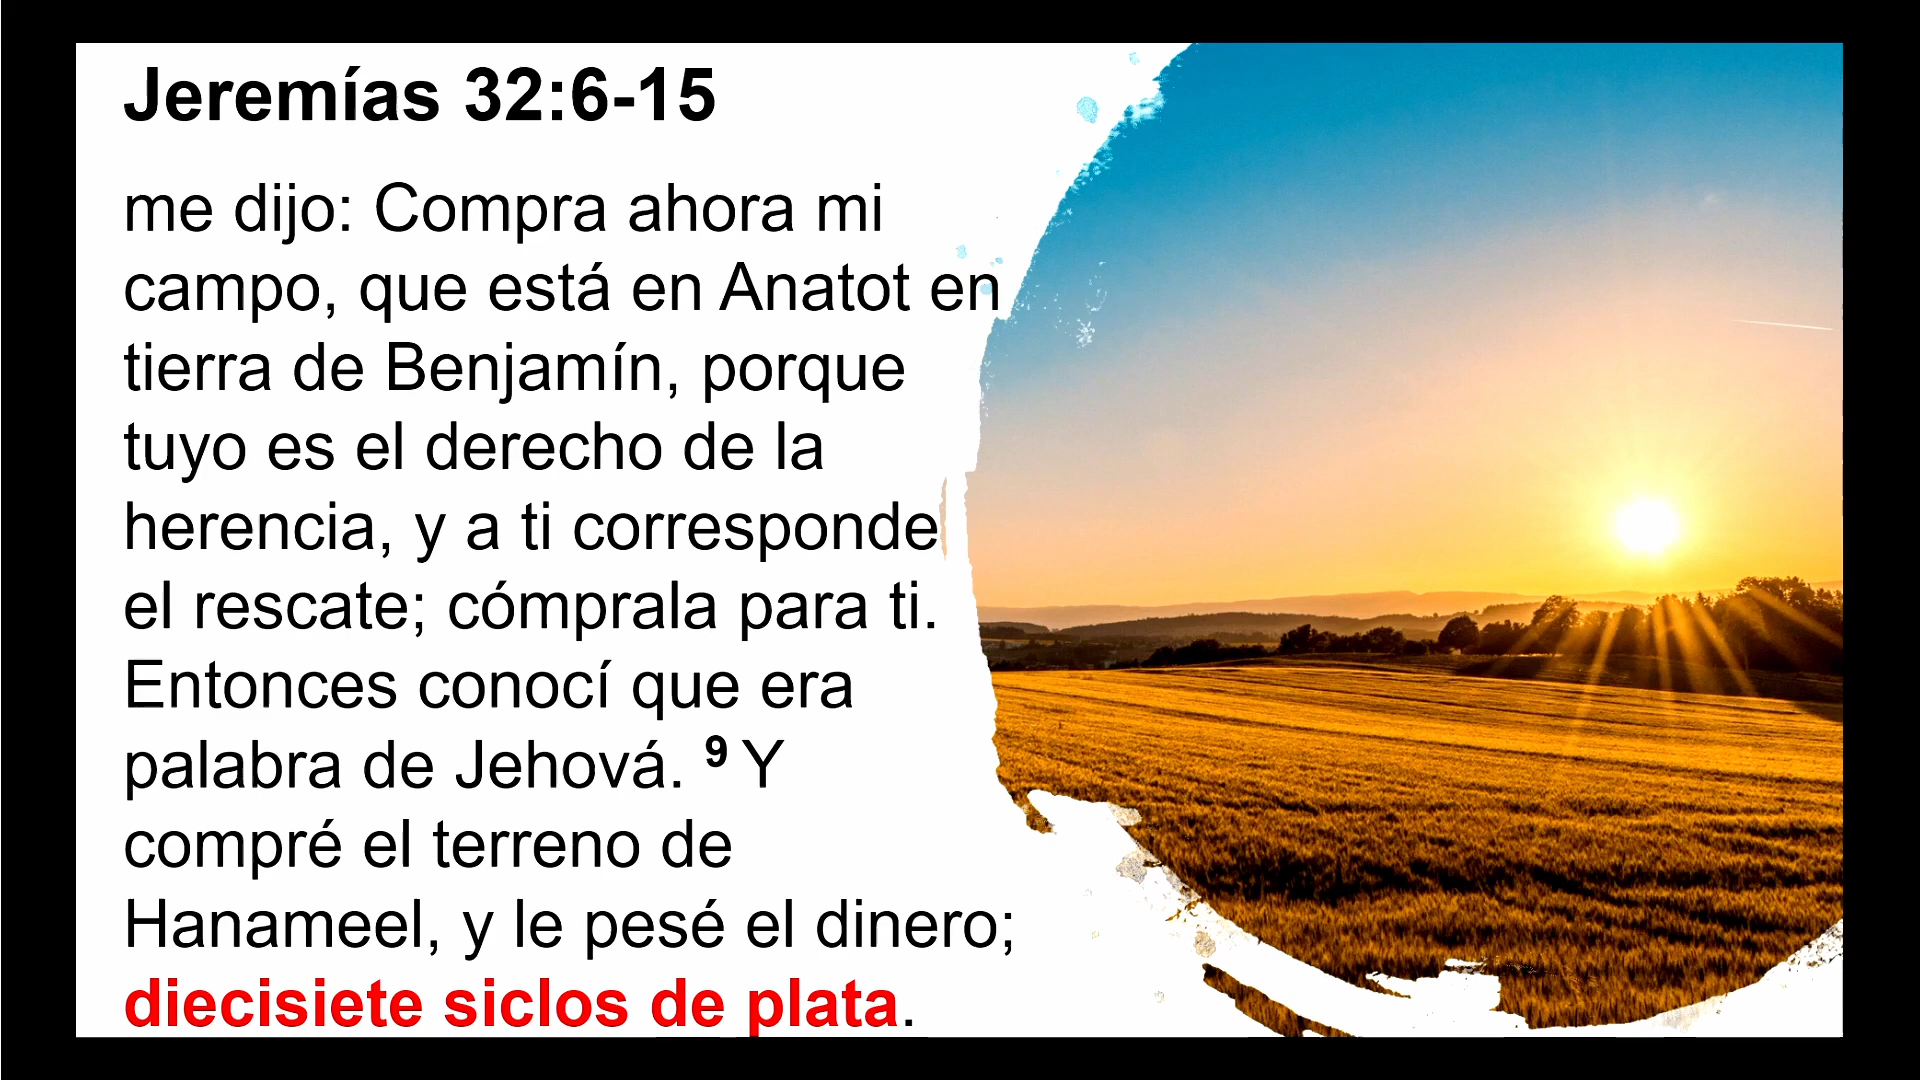 Jeremías 32:6-15
me dijo: Compra ahora mi
campo, que está en Anatot en
tierra de Benjamín, porque
tuyo es el derecho de la
herencia, y a ti corresponde
el rescate; cómprala para ti.
Entonces conocí que era
palabra de Jehová. 9 Y
compré el terreno de
Hanameel, y le pesé el dinero;
diecisiete siclos de plata.